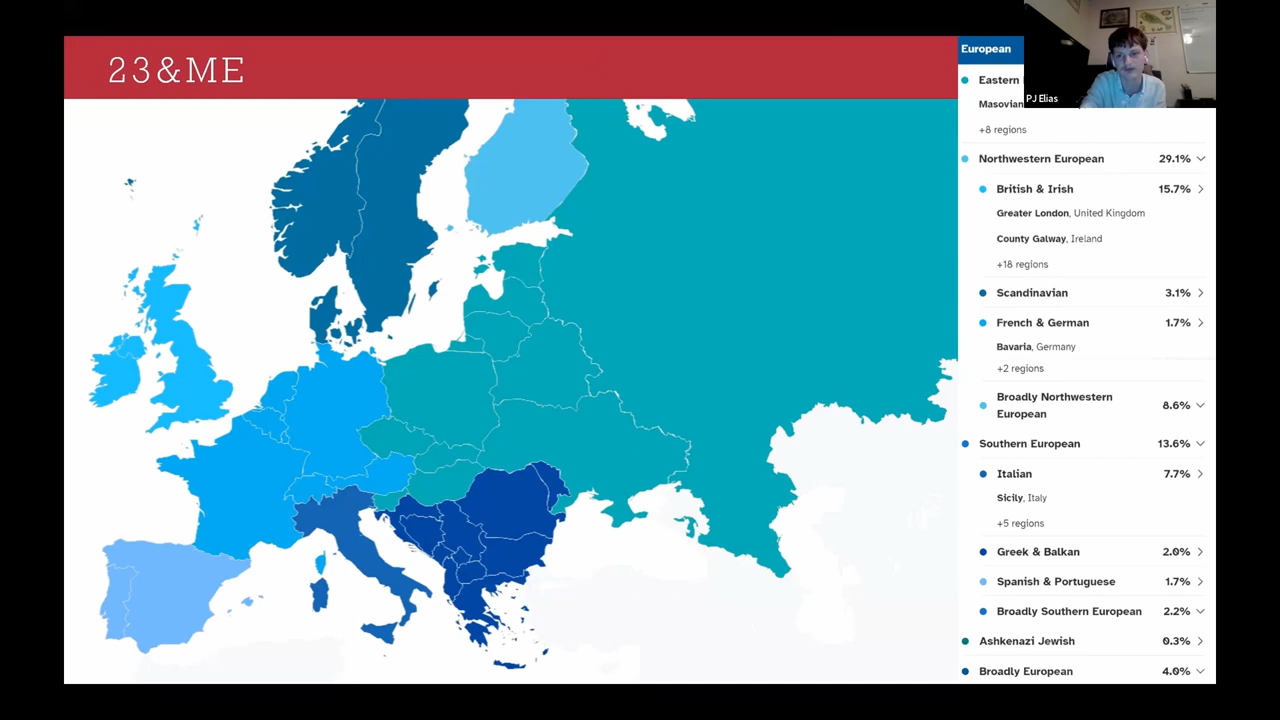 23&ME
European
PJ Elias
Eastern
Masovian
+8 regions
Northwestern European 29.1%
British & Irish 15.7%
Greater London, United Kingdom
County Galway, Ireland
+18 regions
Scandinavian 3.1%
French & German 1.7%
Bavaria, Germany
+2 regions
Broadly Northwestern
European 8.6%
Southern European 13.6%
Italian 7.7%
Sicily, Italy
+5 regions
Greek & Balkan 2.0%
Spanish & Portuguese 1.7%
Broadly Southern European 2.2%
Ashkenazi Jewish 0.3%
Broadly European 4.0%